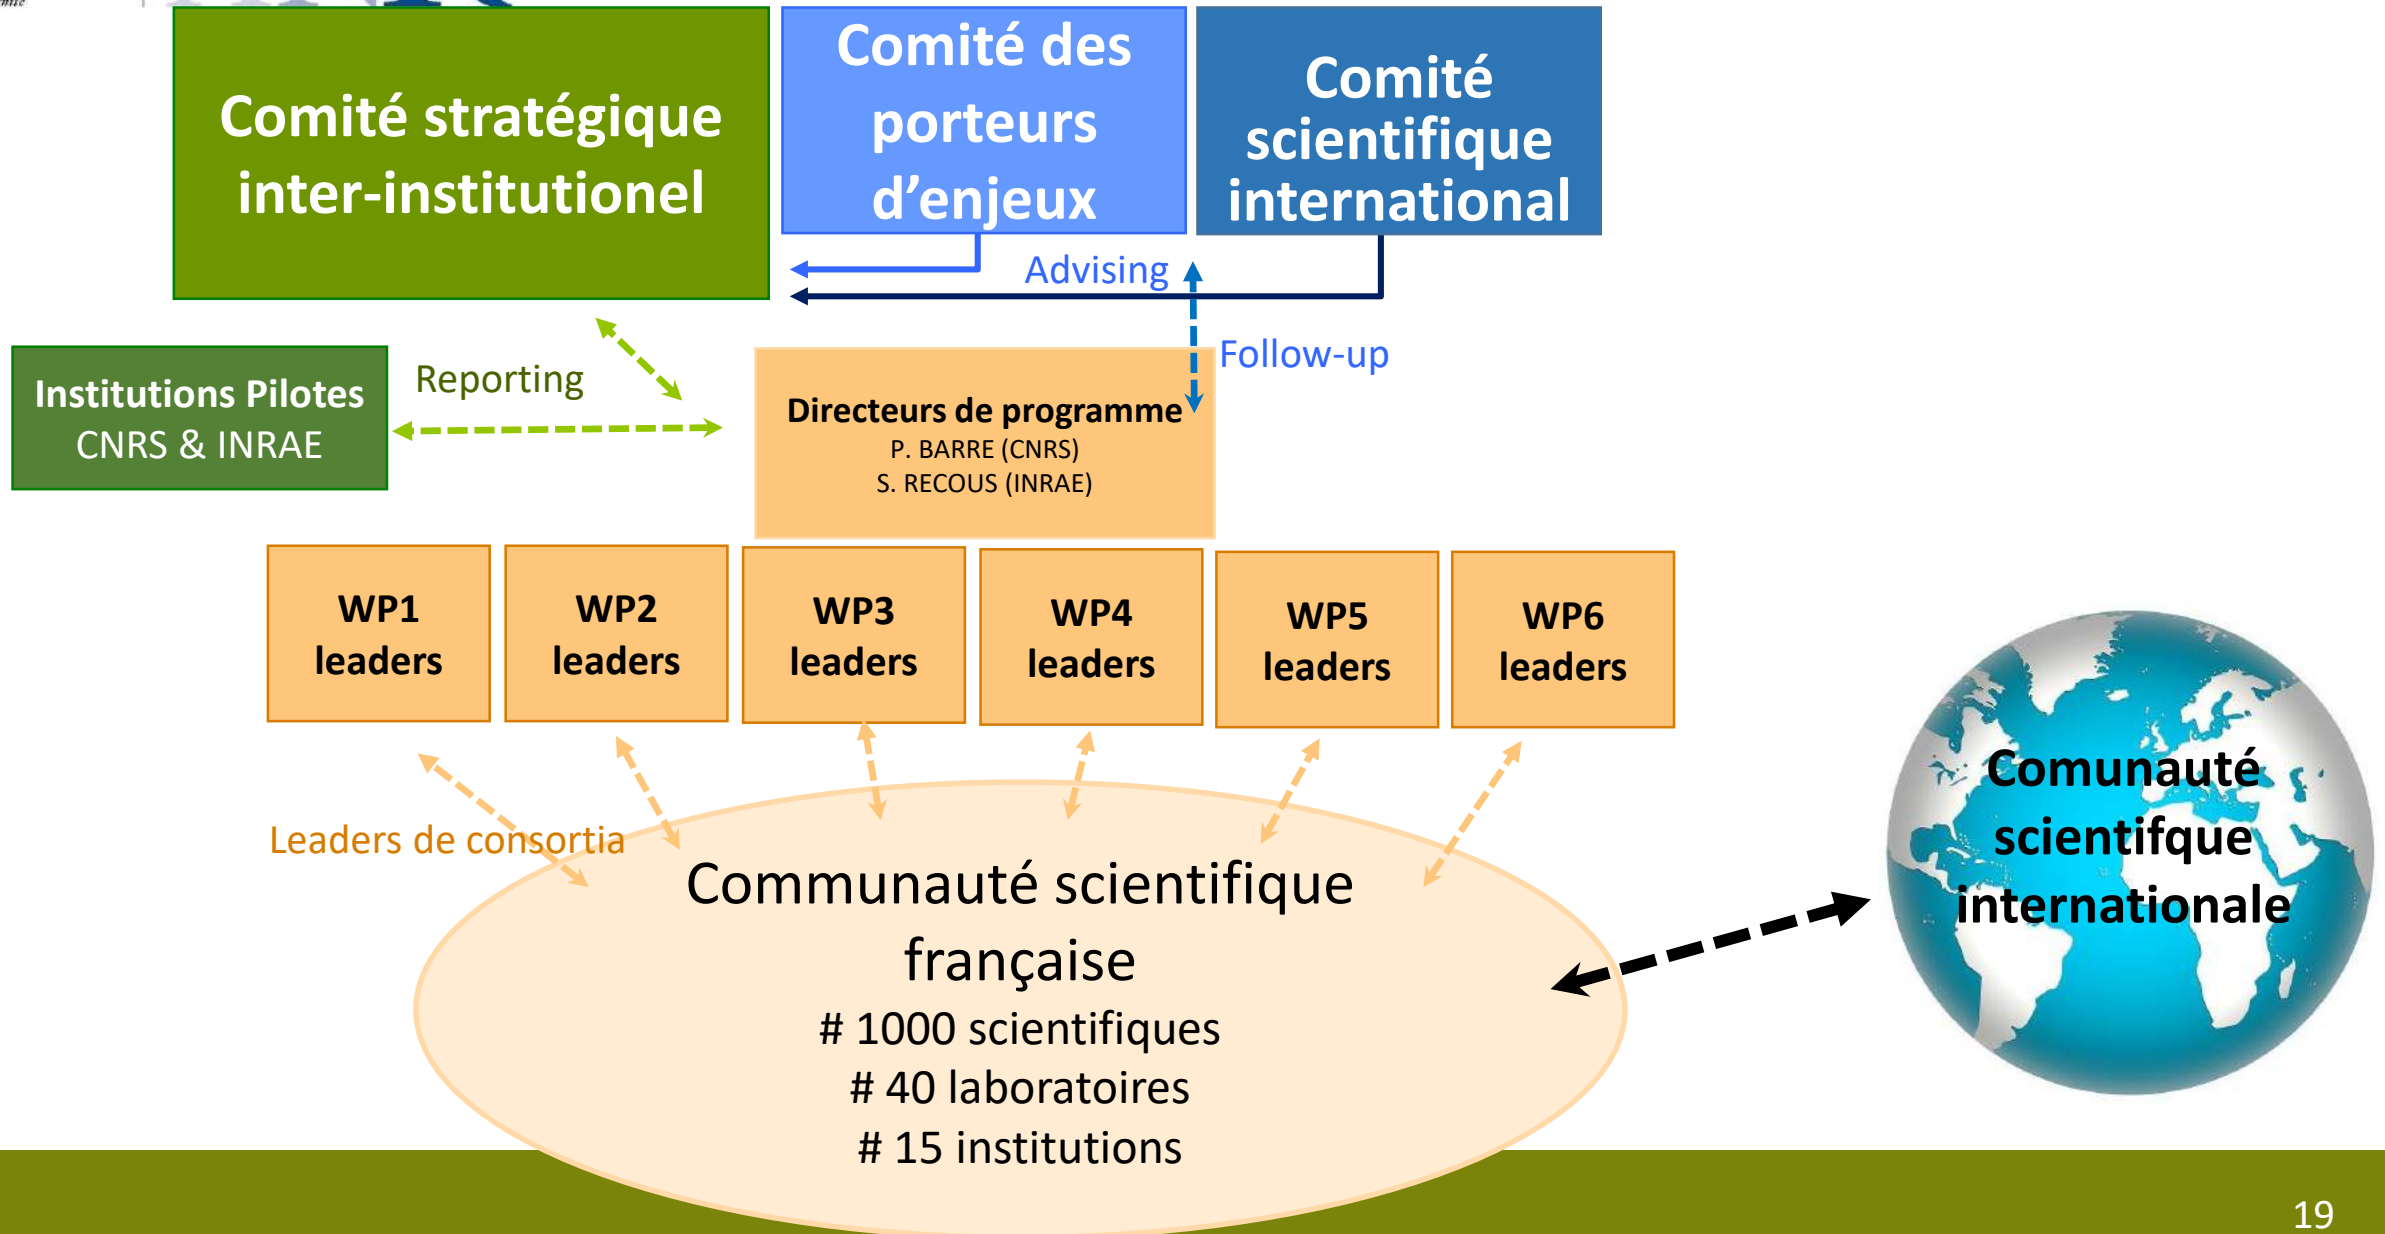 Comité stratégique
inter-institutionel
Comité des
porteurs
d’enjeux
Comité
scientifique
international
Advising
Follow-up
Reporting
Institutions Pilotes
CNRS & INRAE
Directeurs de programme
P. BARRE (CNRS)
S. RECOUS (INRAE)
WP1
leaders
WP2
leaders
WP3
leaders
WP4
leaders
WP5
leaders
WP6
leaders
Leaders de consortia
Communauté scientifique
française
# 1000 scientifiques
# 40 laboratoires
# 15 institutions
Comunauté
scientifque
internationale
19